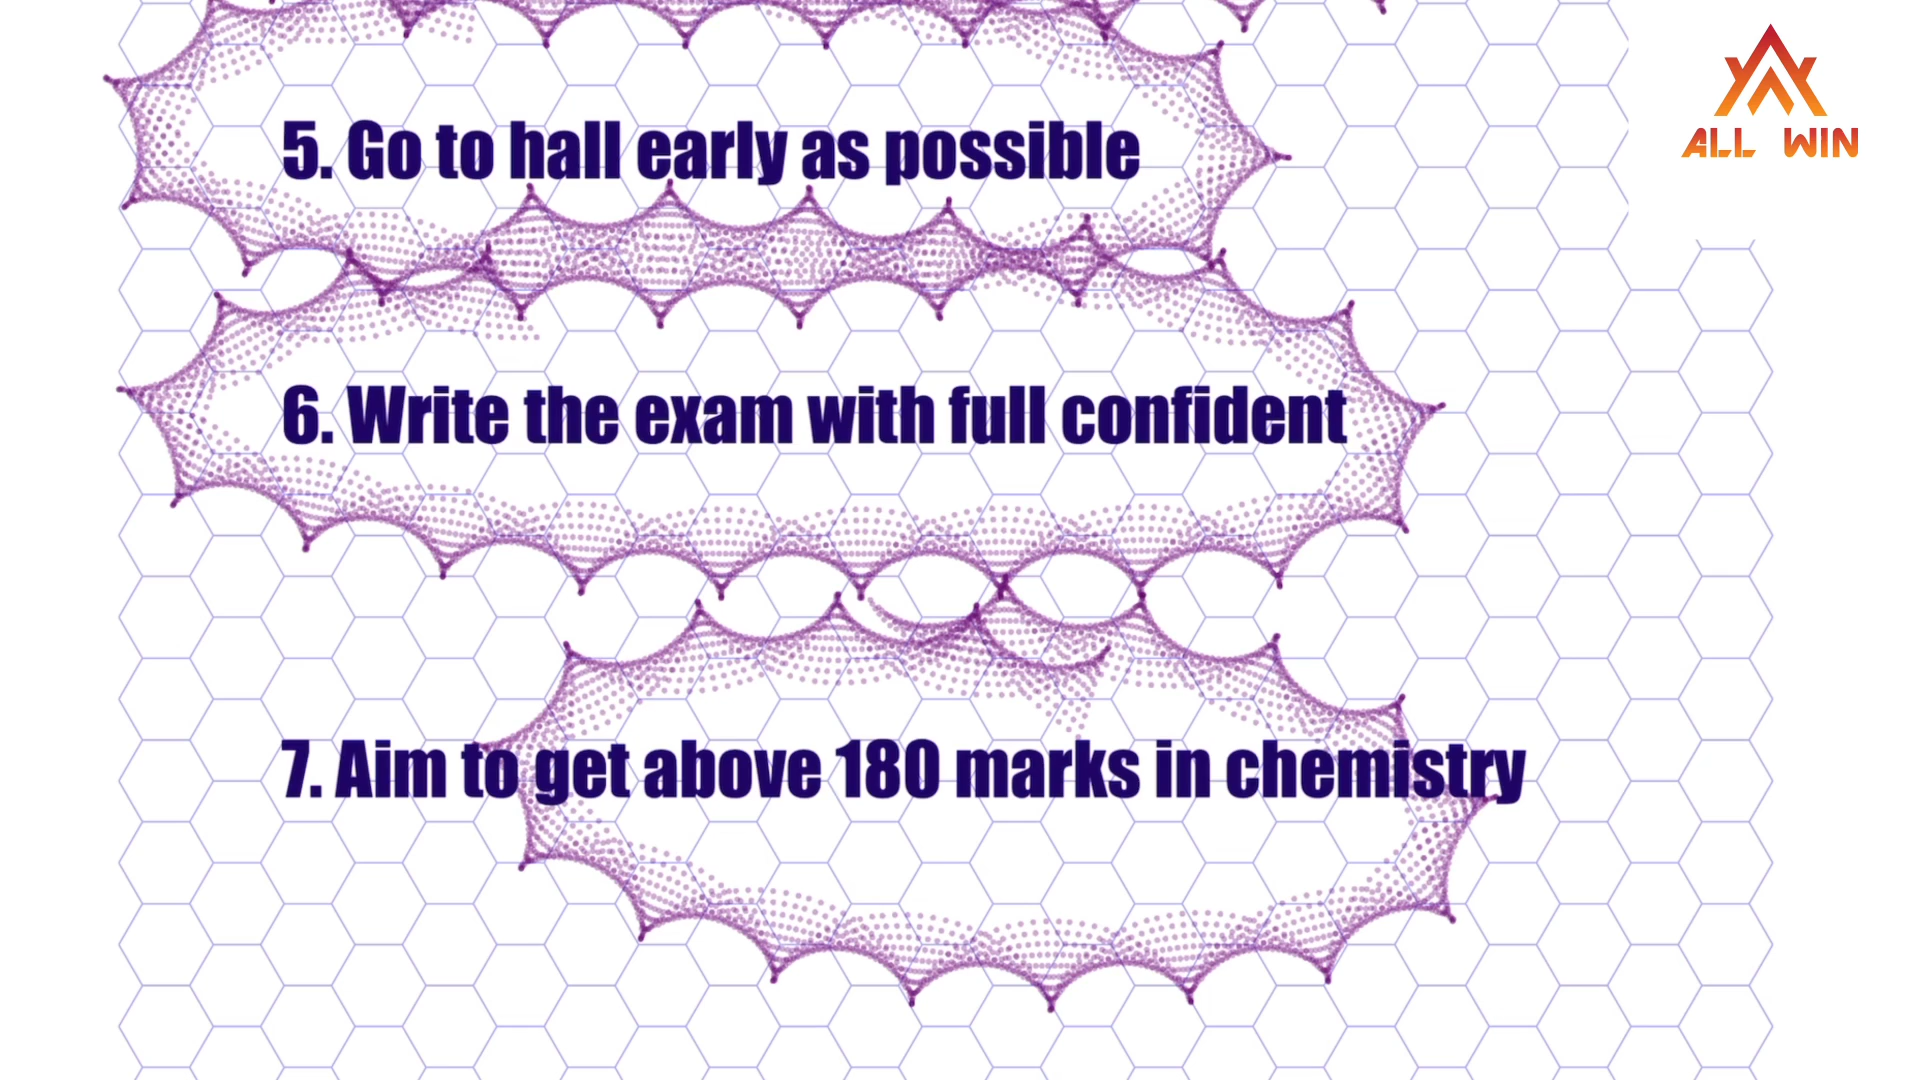 ALL WIN
5. Go to hall early as possible
6. Write the exam with full confident
7. Aim to get above 180 marks in chemistry